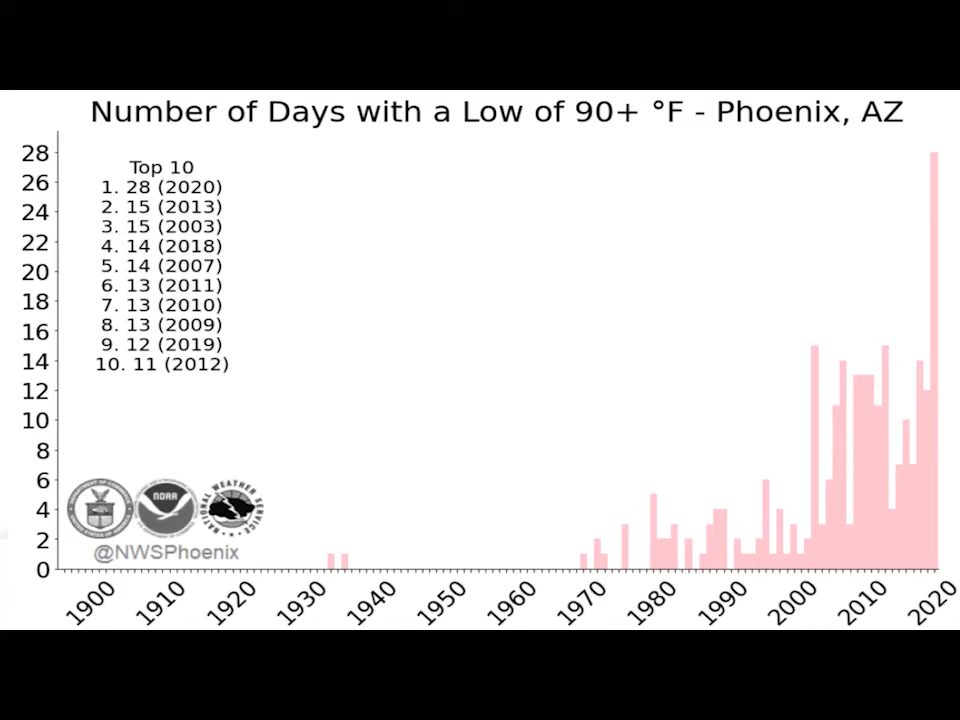 Number of Days with a Low of 90+ °F - Phoenix, AZ
28
26
24
22
20
18
16
14
12
10
8
6
4
2
0
Top 10
1. 28 (2020)
2. 15 (2013)
3. 15 (2003)
4. 14 (2018)
5. 14 (2007)
6. 13 (2011)
7. 13 (2010)
8. 13 (2009)
9. 12 (2019)
10. 11 (2012)
NOAA
NATIONAL WEATHER SERVICE
@NWSPhoenix
1900
1910
1920
1930
1940
1950
1960
1970
1980
1990
2000
2010
2020